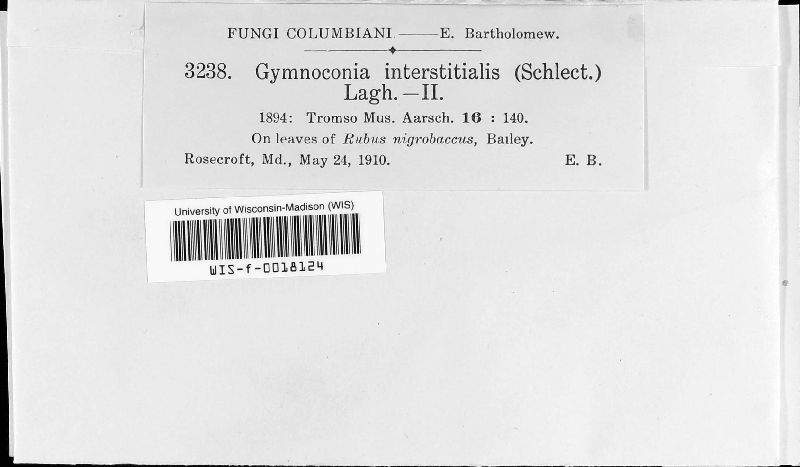 FUNGI COLUMBIANI.——E. Bartholomew.
3238. Gymnoconia interstitialis (Schlect.)
Lagh.—II.
1894: Tromso Mus. Aarsch. 16 : 140.
On leaves of Rubus nigrobaccus, Bailey.
Rosecroft, Md., May 24, 1910. E. B.
University of Wisconsin-Madison (WIS)
WIS-f-0018124